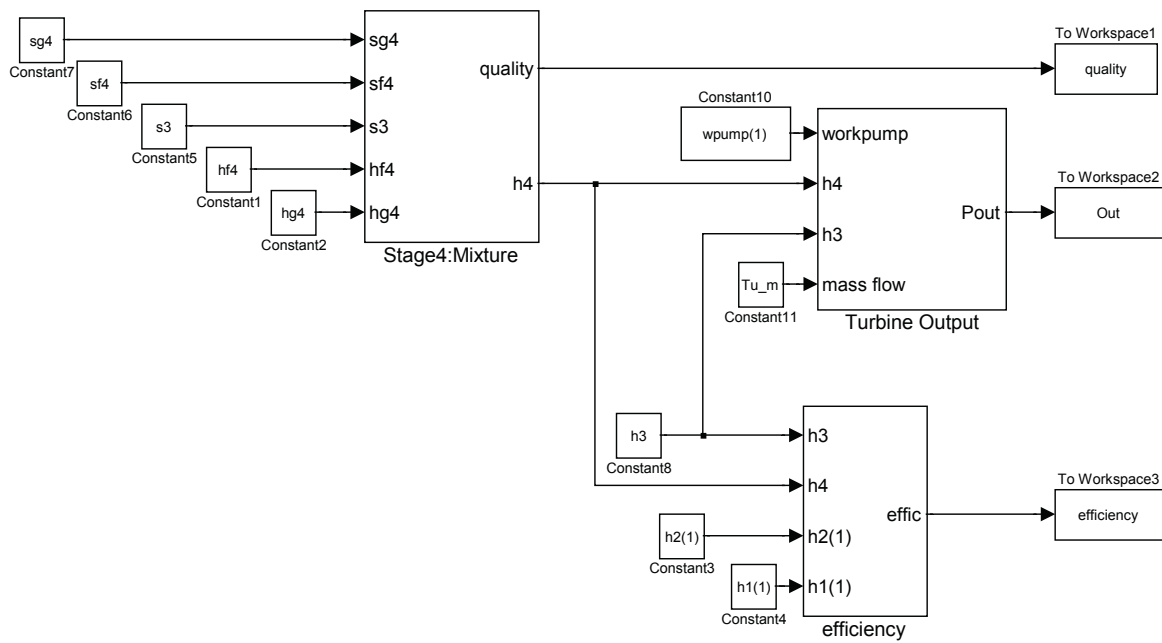 sg4
Constant7
sf4
Constant6
s3
Constant5
hf4
Constant1
hg4
Constant2
sg4
sf4
s3
hf4
hg4
quality
h4
Stage4:Mixture
To Workspace1
quality
Constant10
wpump(1)
Tu_m
Constant11
workpump
h4
h3
mass flow
Pout
Turbine Output
To Workspace2
Out
h3
Constant8
h2(1)
Constant3
h1(1)
Constant4
h3
h4
h2(1)
h1(1)
effic
efficiency
To Workspace3
efficiency